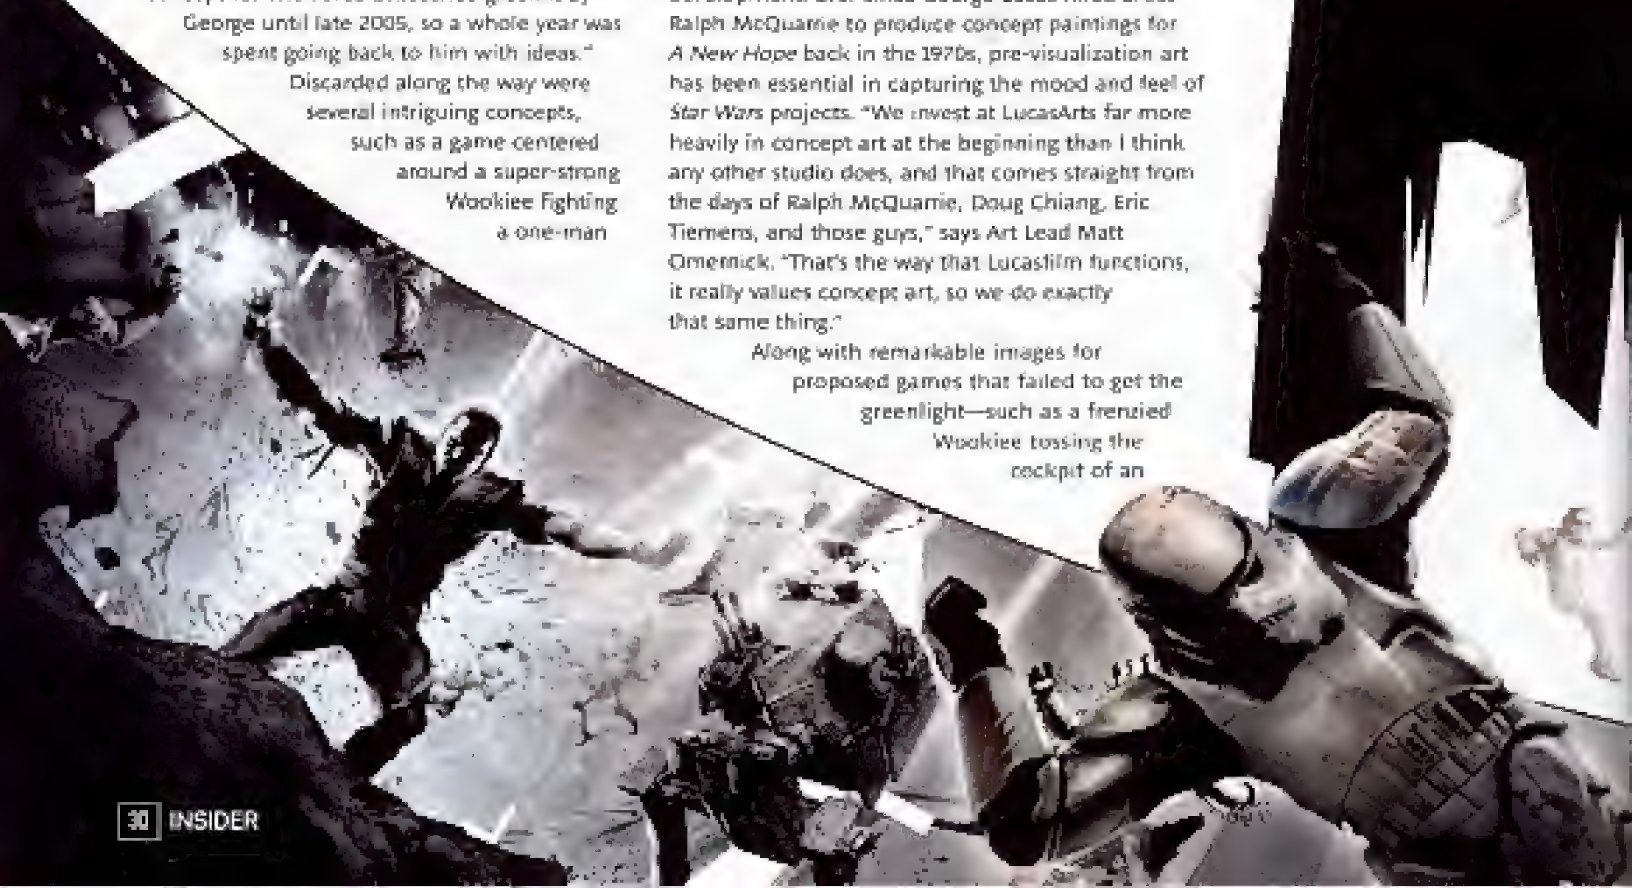 George until late 2005, so a whole year was
spent going back to him with ideas."
Discarded along the way were
several intriguing concepts,
such as a game centered
around a super-strong
Wookiee fighting
a one-man
Ralph McQuarrie to produce concept paintings for
A New Hope back in the 1970s, pre-visualization art
has been essential in capturing the mood and feel of
Star Wars projects. "We invest at LucasArts far more
heavily in concept art at the beginning than I think
any other studio does, and that comes straight from
the days of Ralph McQuarrie, Doug Chiang, Eric
Tiemens, and those guys," says Art Lead Matt
Omernick. "That's the way that Lucasfilm functions,
it really values concept art, so we do exactly
that same thing."
Along with remarkable images for
proposed games that failed to get the
greenlight—such as a frenzied
Wookiee tossing the
cockpit of an
30 INSIDER